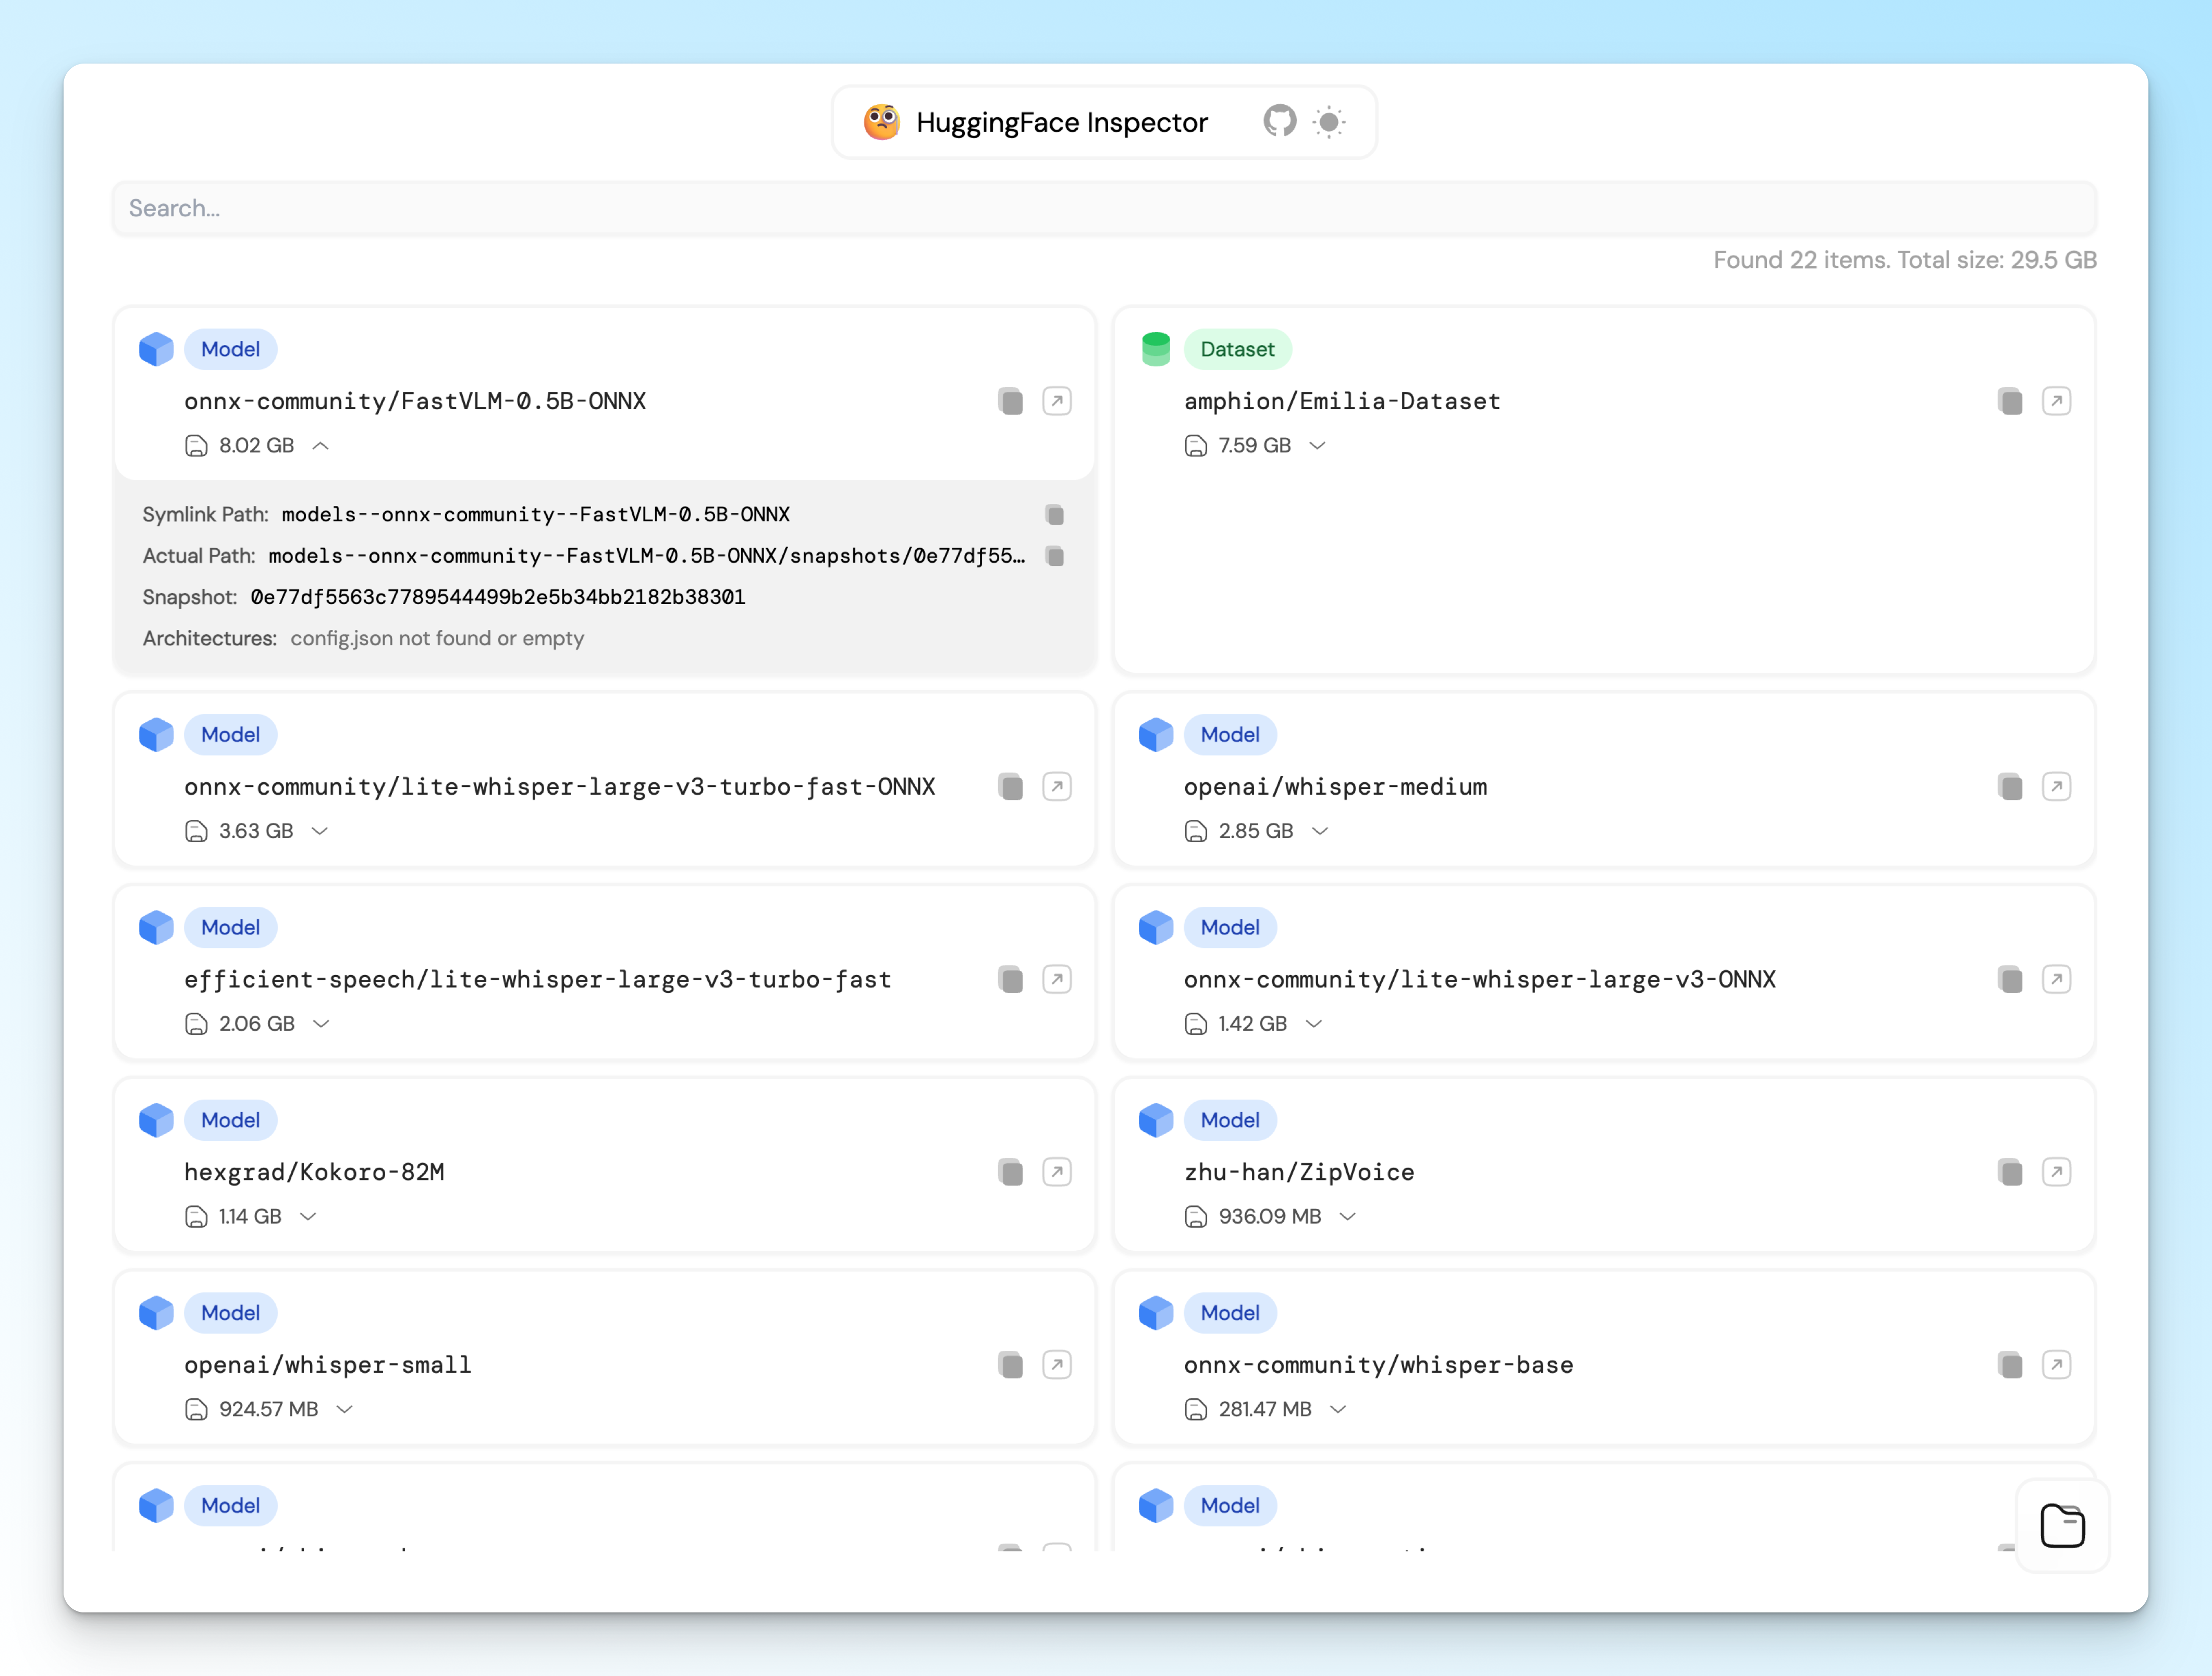 HuggingFace Inspector
Search...
Found 22 items. Total size: 29.5 GB
Model
onnx-community/FastVLM-0.5B-ONNX
8.02 GB
Symlink Path: models--onnx-community--FastVLM-0.5B-ONNX
Actual Path: models--onnx-community--FastVLM-0.5B-ONNX/snapshots/0e77df55…
Snapshot: 0e77df5563c7789544499b2e5b34bb2182b38301
Architectures: config.json not found or empty
Dataset
amphion/Emilia-Dataset
7.59 GB
Model
onnx-community/lite-whisper-large-v3-turbo-fast-ONNX
3.63 GB
Model
openai/whisper-medium
2.85 GB
Model
efficient-speech/lite-whisper-large-v3-turbo-fast
2.06 GB
Model
onnx-community/lite-whisper-large-v3-ONNX
1.42 GB
Model
hexgrad/Kokoro-82M
1.14 GB
Model
zhu-han/ZipVoice
936.09 MB
Model
openai/whisper-small
924.57 MB
Model
onnx-community/whisper-base
281.47 MB
Model
Model